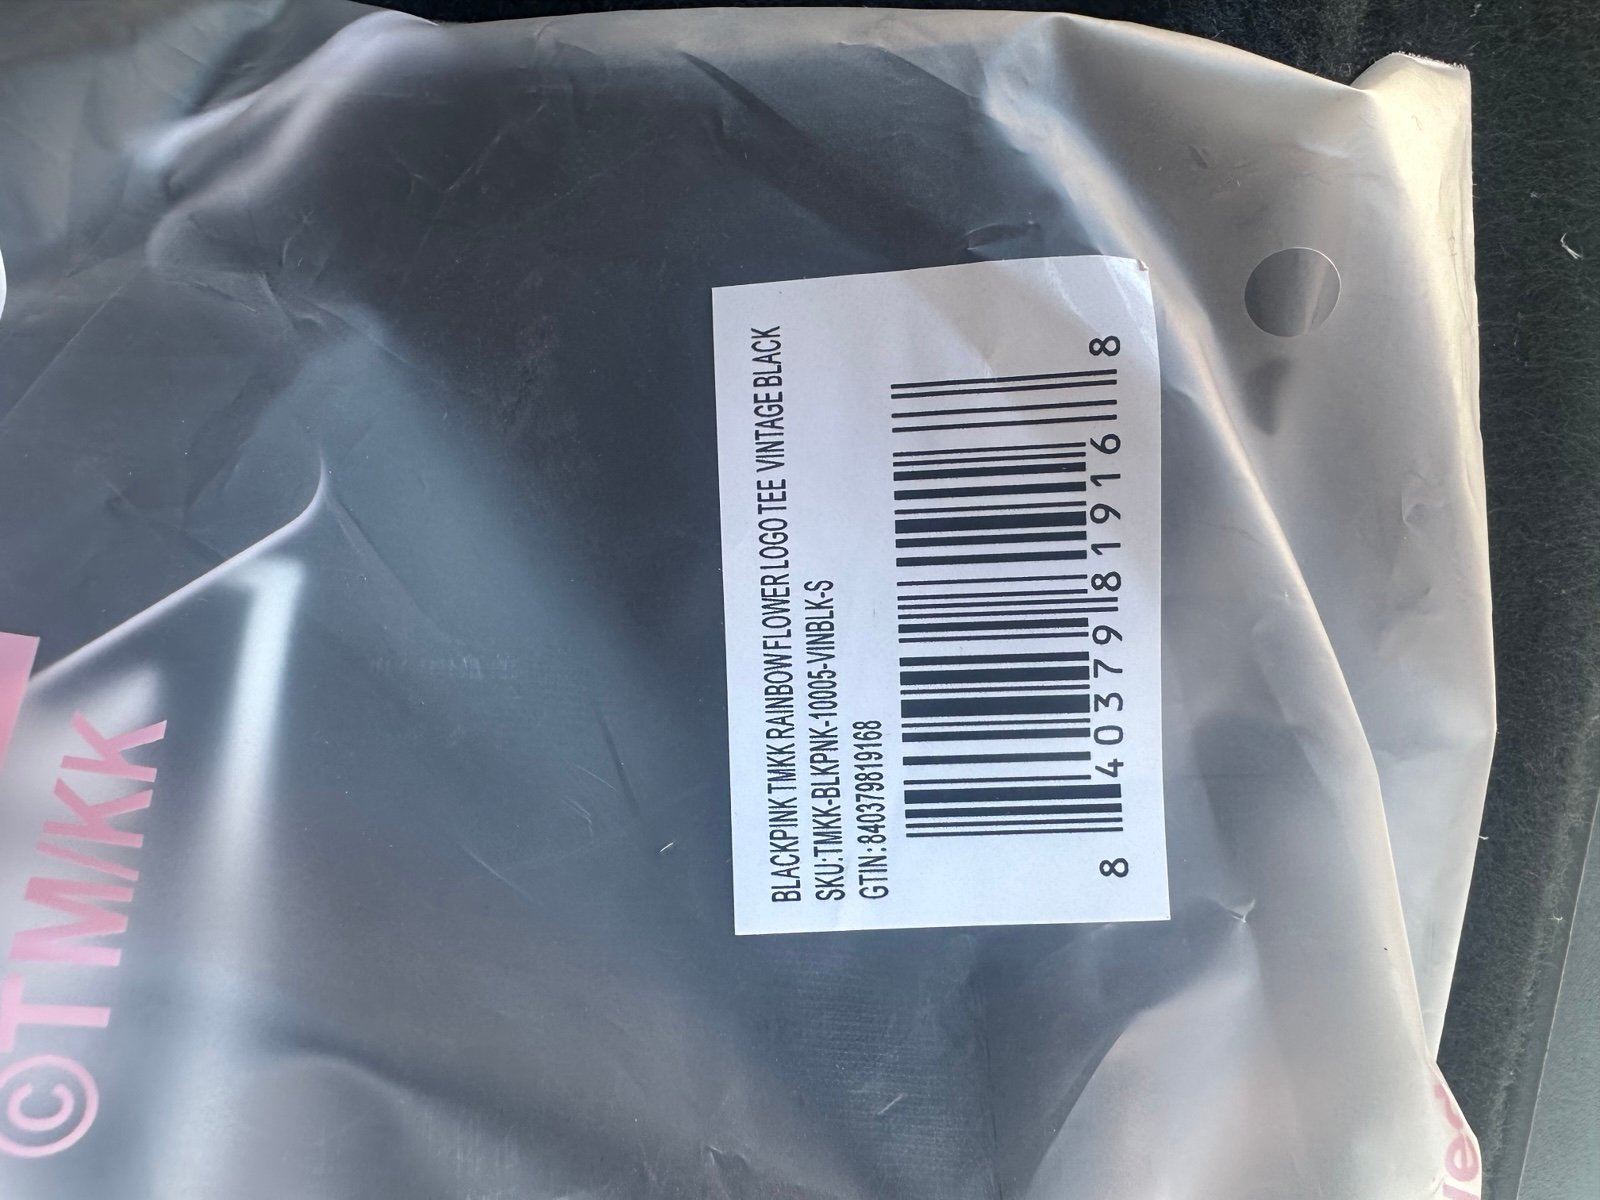 BLACKPINK TMKK RAINBOW FLOWER LOGO TEE VINTAGE BLACK
SKU:TMKK-BLKPNK-10005-VINBLK-S
GTIN:840379819168
8 40379 81916 8
©TM/KK